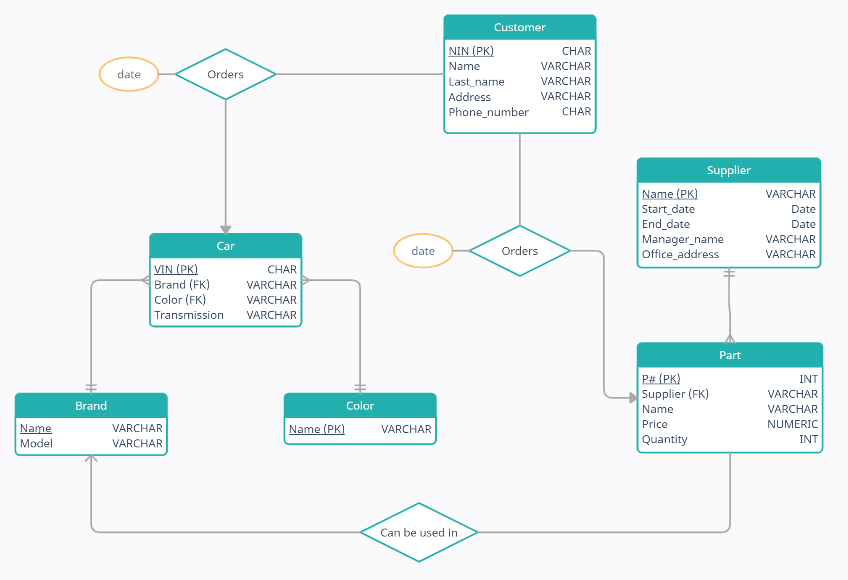 Customer
NIN (PK) CHAR
Name VARCHAR
Last_name VARCHAR
Address VARCHAR
Phone_number CHAR
date
Orders
Supplier
Name (PK) VARCHAR
Start_date Date
End_date Date
Manager_name VARCHAR
Office_address VARCHAR
Car
VIN (PK) CHAR
Brand (FK) VARCHAR
Color (FK) VARCHAR
Transmission VARCHAR
date
Orders
Part
P# (PK) INT
Supplier (FK) VARCHAR
Name VARCHAR
Price NUMERIC
Quantity INT
Brand
Name VARCHAR
Model VARCHAR
Color
Name (PK) VARCHAR
Can be used in